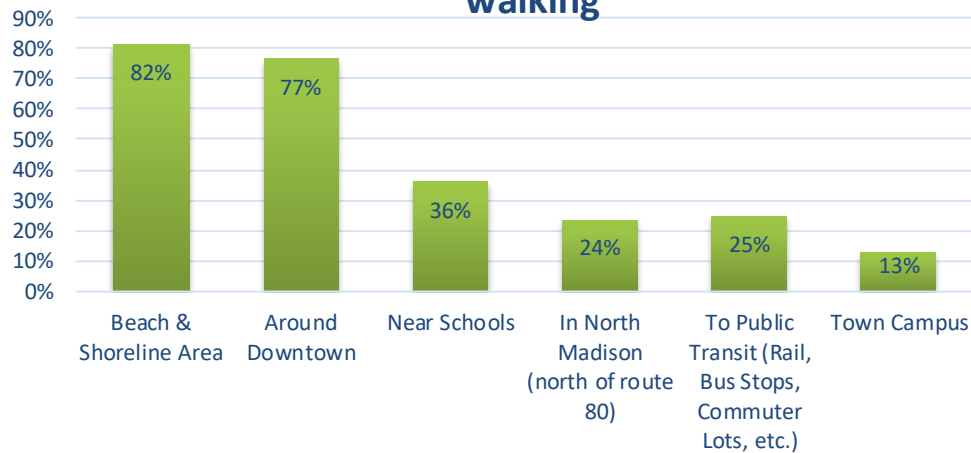 walking
90%
80%
70%
60%
50%
40%
30%
20%
10%
0%
82%
77%
36%
24%
25%
13%
Beach &
Shoreline Area
Around
Downtown
Near Schools
In North
Madison
(north of route
80)
To Public
Transit (Rail,
Bus Stops,
Commuter
Lots, etc.)
Town Campus